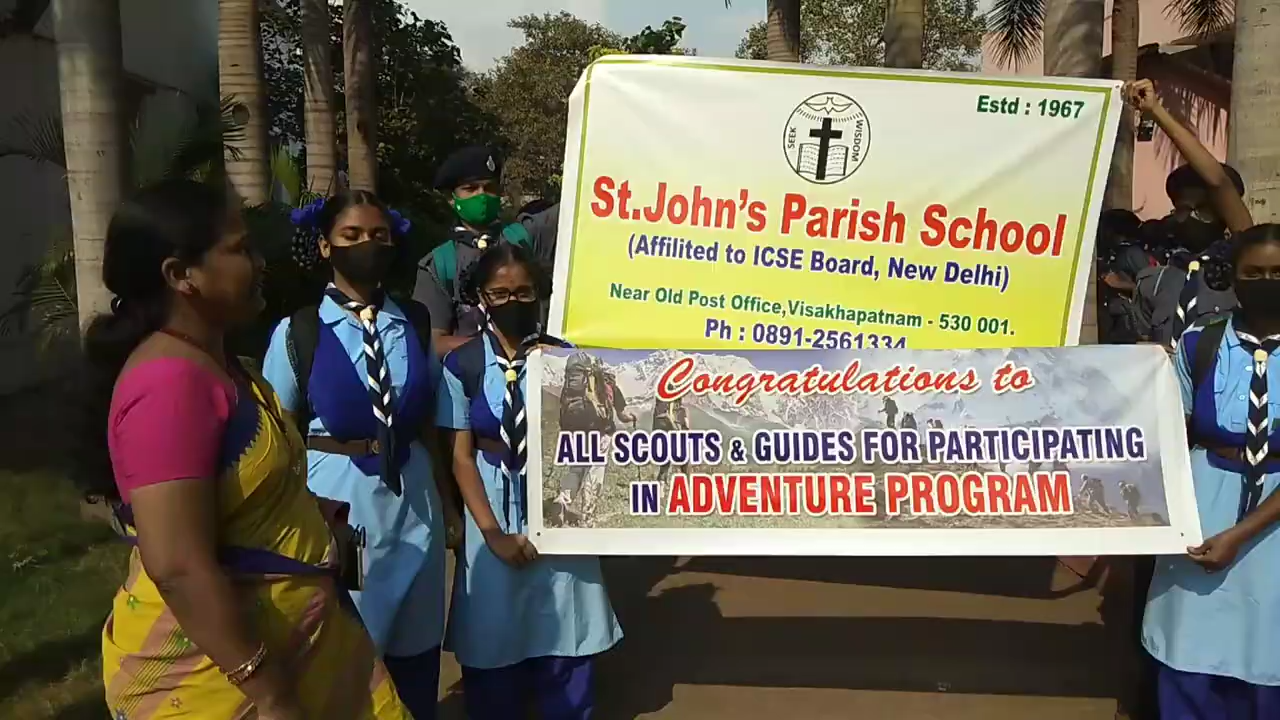 Estd : 1967
SEEK WISDOM
St.John's Parish School
(Affilited to ICSE Board, New Delhi)
Near Old Post Office,Visakhapatnam - 530 001.
Ph : 0891-2561334
Congratulations to
ALL SCOUTS & GUIDES FOR PARTICIPATING
IN ADVENTURE PROGRAM